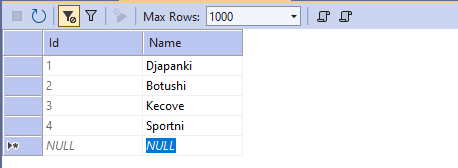 Max Rows: 1000
Id Name
1 Djapanki
2 Botushi
3 Kecove
4 Sportni
NULL NULL